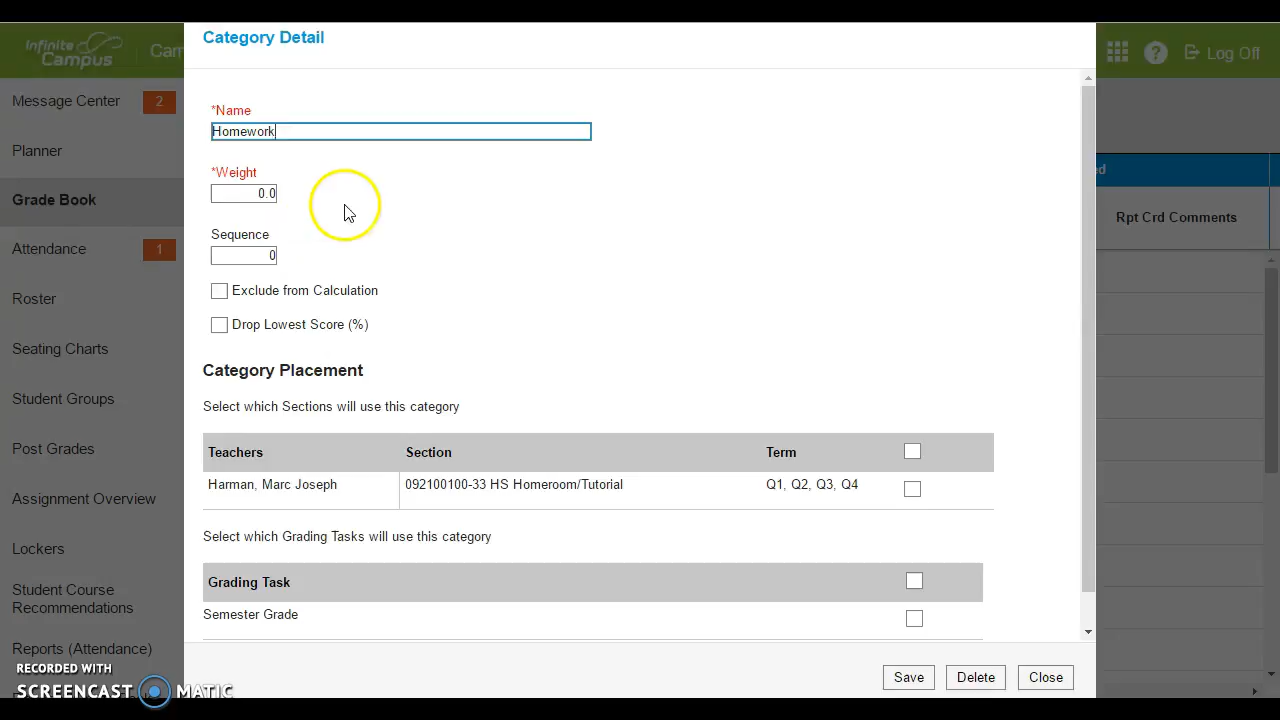 Category Detail
Infinite Campus
Cam
Log Off
Message Center 2
Planner
Grade Book
Attendance 1
Roster
Seating Charts
Student Groups
Post Grades
Assignment Overview
Lockers
Student Course
Recommendations
Reports (Attendance)
*Name
Homework
*Weight
0.0
Sequence
0
Exclude from Calculation
Drop Lowest Score (%)
Category Placement
Select which Sections will use this category
Teachers Section Term
Harman, Marc Joseph 092100100-33 HS Homeroom/Tutorial Q1, Q2, Q3, Q4
Select which Grading Tasks will use this category
Grading Task
Semester Grade
Save Delete Close
ed
Rpt Crd Comments
RECORDED WITH
SCREENCAST MATIC